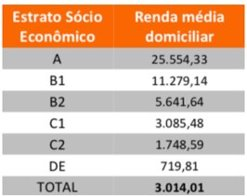 Estrato Sócio Econômico Renda média domiciliar
A 25.554,33
B1 11.279,14
B2 5.641,64
C1 3.085,48
C2 1.748,59
DE 719,81
TOTAL 3.014,01